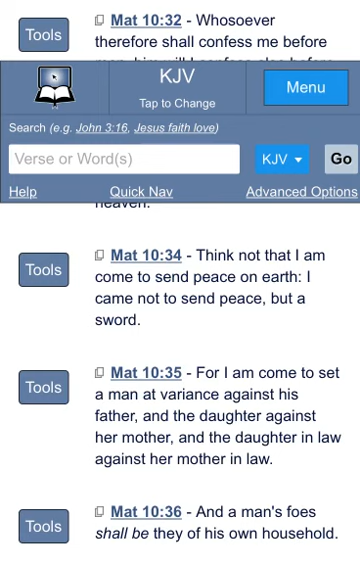 Tools
Mat 10:32 - Whosoever
therefore shall confess me before
KJV
Tap to Change
Menu
Search (e.g. John 3:16, Jesus faith love)
Verse or Word(s)
KJV
Go
Help
Quick Nav
Advanced Options
heaven.
Tools
Mat 10:34 - Think not that I am
come to send peace on earth: I
came not to send peace, but a
sword.
Tools
Mat 10:35 - For I am come to set
a man at variance against his
father, and the daughter against
her mother, and the daughter in law
against her mother in law.
Tools
Mat 10:36 - And a man's foes
shall be they of his own household.